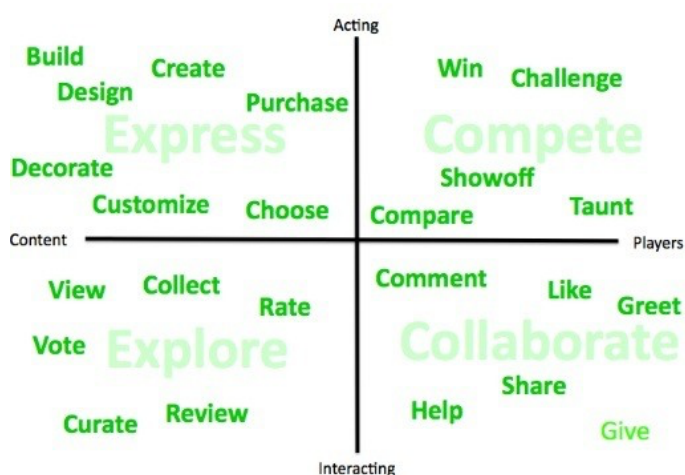 Acting
Build
Create
Design
Purchase
Express
Decorate
Customize
Choose
Win
Challenge
Compete
Showoff
Compare
Taunt
Content
Players
View
Collect
Rate
Vote
Explore
Curate
Review
Comment
Like
Greet
Collaborate
Share
Help
Give
Interacting